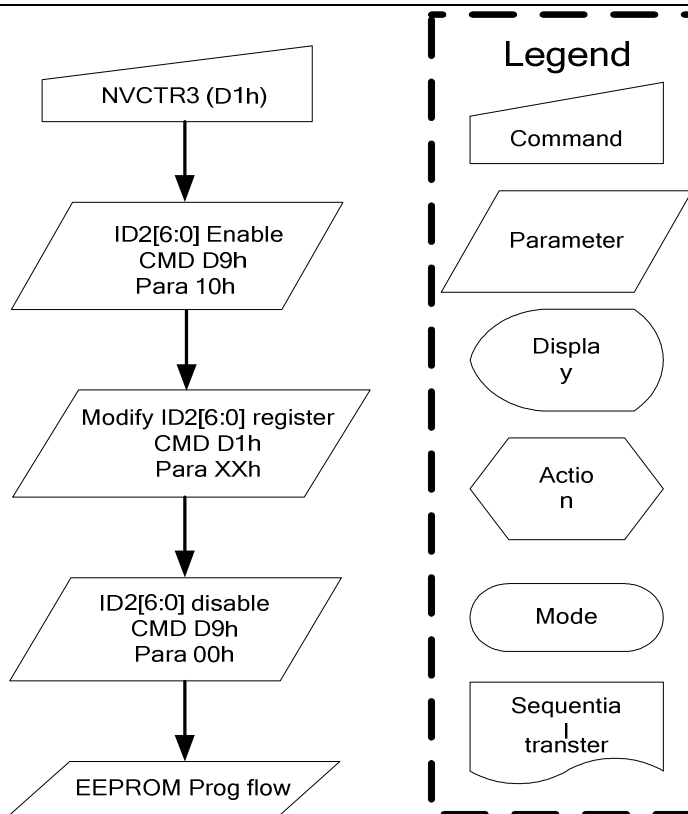 NVCTR3 (D1h)
ID2[6:0] Enable
CMD D9h
Para 10h
Modify ID2[6:0] register
CMD D1h
Para XXh
ID2[6:0] disable
CMD D9h
Para 00h
EEPROM Prog flow
Legend
Command
Parameter
Displa
y
Actio
n
Mode
Sequentia
l
transter